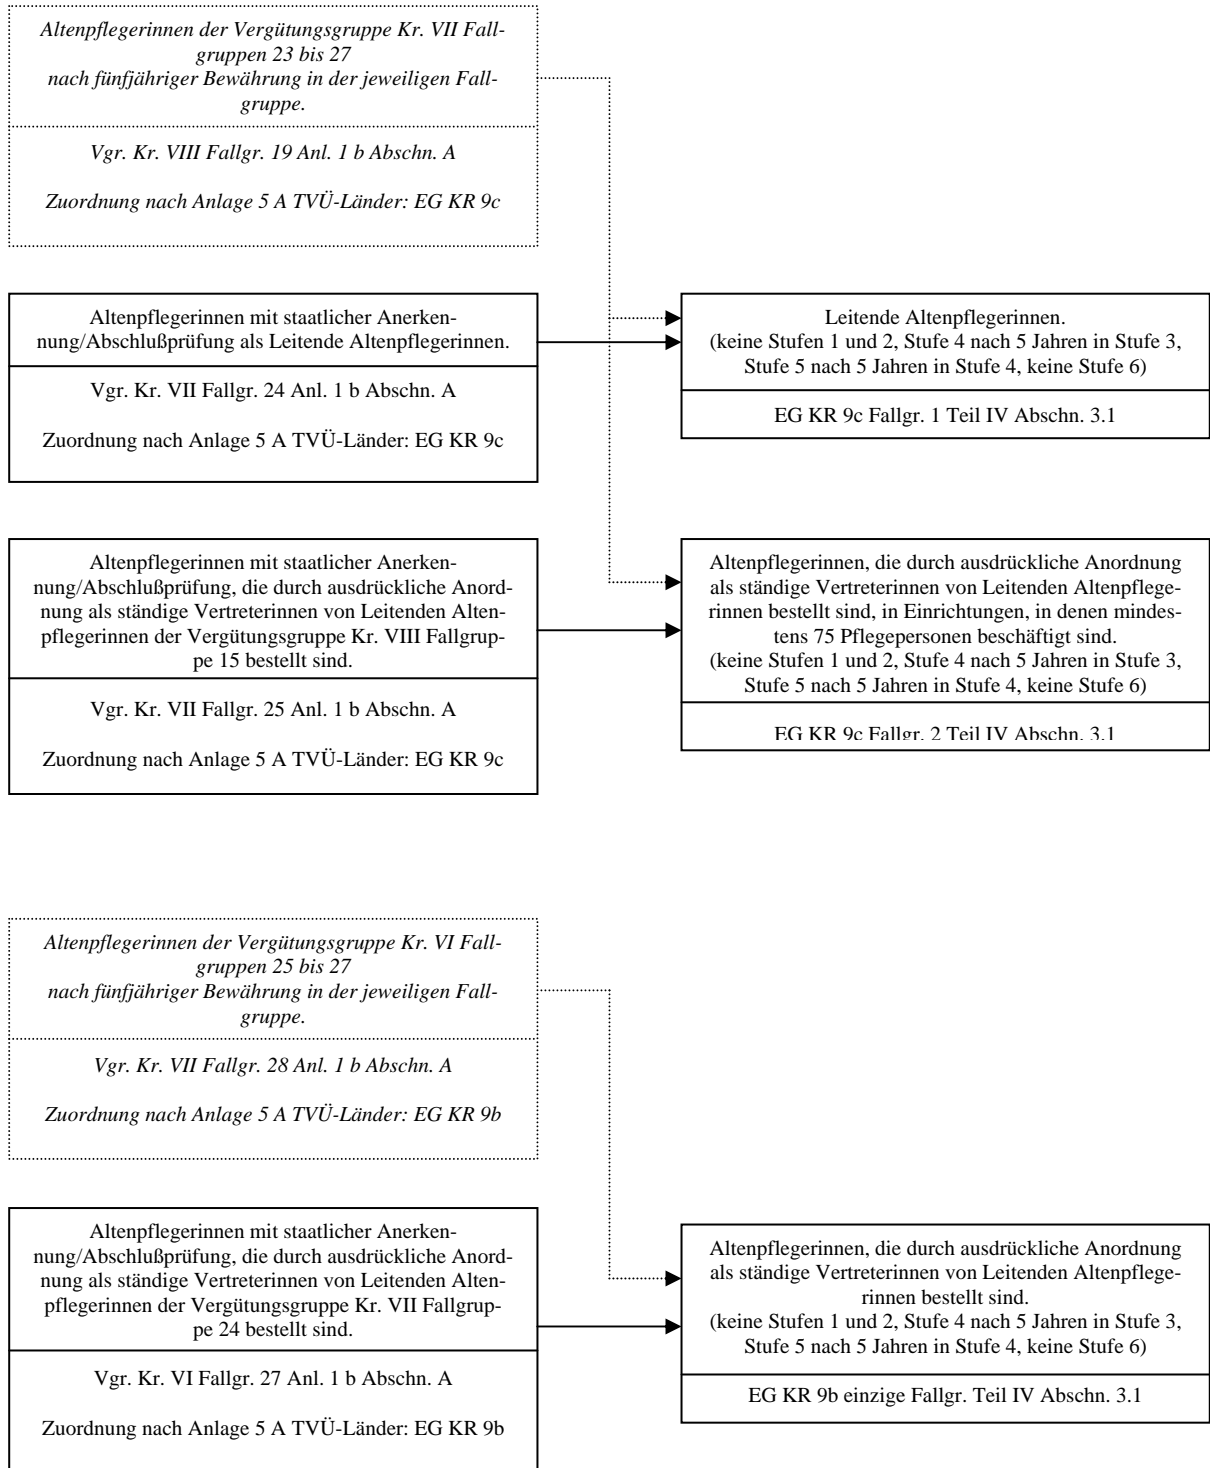 Altenpflegerinnen der Vergütungsgruppe Kr. VII Fall-
gruppen 23 bis 27
nach fünfjähriger Bewährung in der jeweiligen Fall-
gruppe.
Vgr. Kr. VIII Fallgr. 19 Anl. 1 b Abschn. A
Zuordnung nach Anlage 5 A TVÜ-Länder: EG KR 9c
Altenpflegerinnen mit staatlicher Anerken-
nung/Abschlußprüfung als Leitende Altenpflegerinnen.
Vgr. Kr. VII Fallgr. 24 Anl. 1 b Abschn. A
Zuordnung nach Anlage 5 A TVÜ-Länder: EG KR 9c
Leitende Altenpflegerinnen.
(keine Stufen 1 und 2, Stufe 4 nach 5 Jahren in Stufe 3,
Stufe 5 nach 5 Jahren in Stufe 4, keine Stufe 6)
EG KR 9c Fallgr. 1 Teil IV Abschn. 3.1
Altenpflegerinnen mit staatlicher Anerken-
nung/Abschlußprüfung, die durch ausdrückliche Anord-
nung als ständige Vertreterinnen von Leitenden Alten-
pflegerinnen der Vergütungsgruppe Kr. VIII Fallgrup-
pe 15 bestellt sind.
Vgr. Kr. VII Fallgr. 25 Anl. 1 b Abschn. A
Zuordnung nach Anlage 5 A TVÜ-Länder: EG KR 9c
Altenpflegerinnen, die durch ausdrückliche Anordnung
als ständige Vertreterinnen von Leitenden Altenpflege-
rinnen bestellt sind, in Einrichtungen, in denen mindes-
tens 75 Pflegepersonen beschäftigt sind.
(keine Stufen 1 und 2, Stufe 4 nach 5 Jahren in Stufe 3,
Stufe 5 nach 5 Jahren in Stufe 4, keine Stufe 6)
EG KR 9c Fallgr. 2 Teil IV Abschn. 3.1
Altenpflegerinnen der Vergütungsgruppe Kr. VI Fall-
gruppen 25 bis 27
nach fünfjähriger Bewährung in der jeweiligen Fall-
gruppe.
Vgr. Kr. VII Fallgr. 28 Anl. 1 b Abschn. A
Zuordnung nach Anlage 5 A TVÜ-Länder: EG KR 9b
Altenpflegerinnen mit staatlicher Anerken-
nung/Abschlußprüfung, die durch ausdrückliche Anord-
nung als ständige Vertreterinnen von Leitenden Alten-
pflegerinnen der Vergütungsgruppe Kr. VII Fallgrup-
pe 24 bestellt sind.
Vgr. Kr. VI Fallgr. 27 Anl. 1 b Abschn. A
Zuordnung nach Anlage 5 A TVÜ-Länder: EG KR 9b
Altenpflegerinnen, die durch ausdrückliche Anordnung
als ständige Vertreterinnen von Leitenden Altenpflege-
rinnen bestellt sind.
(keine Stufen 1 und 2, Stufe 4 nach 5 Jahren in Stufe 3,
Stufe 5 nach 5 Jahren in Stufe 4, keine Stufe 6)
EG KR 9b einzige Fallgr. Teil IV Abschn. 3.1